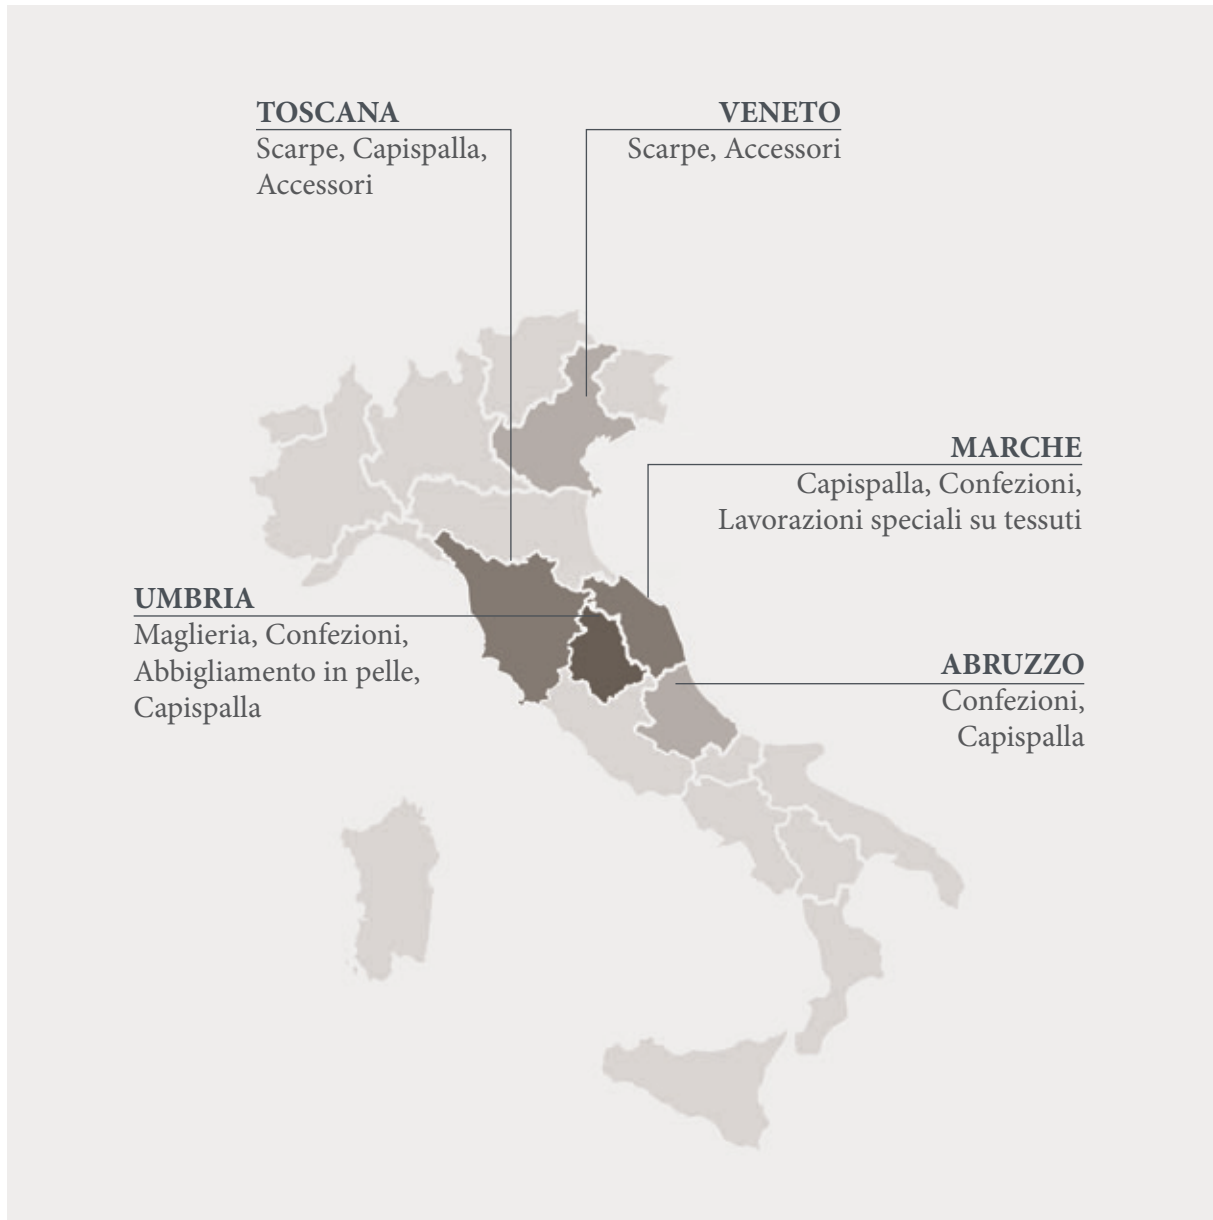 TOSCANA
Scarpe, Capispalla,
Accessori
VENETO
Scarpe, Accessori
MARCHE
Capispalla, Confezioni,
Lavorazioni speciali su tessuti
UMBRIA
Maglieria, Confezioni,
Abbigliamento in pelle,
Capispalla
ABRUZZO
Confezioni,
Capispalla